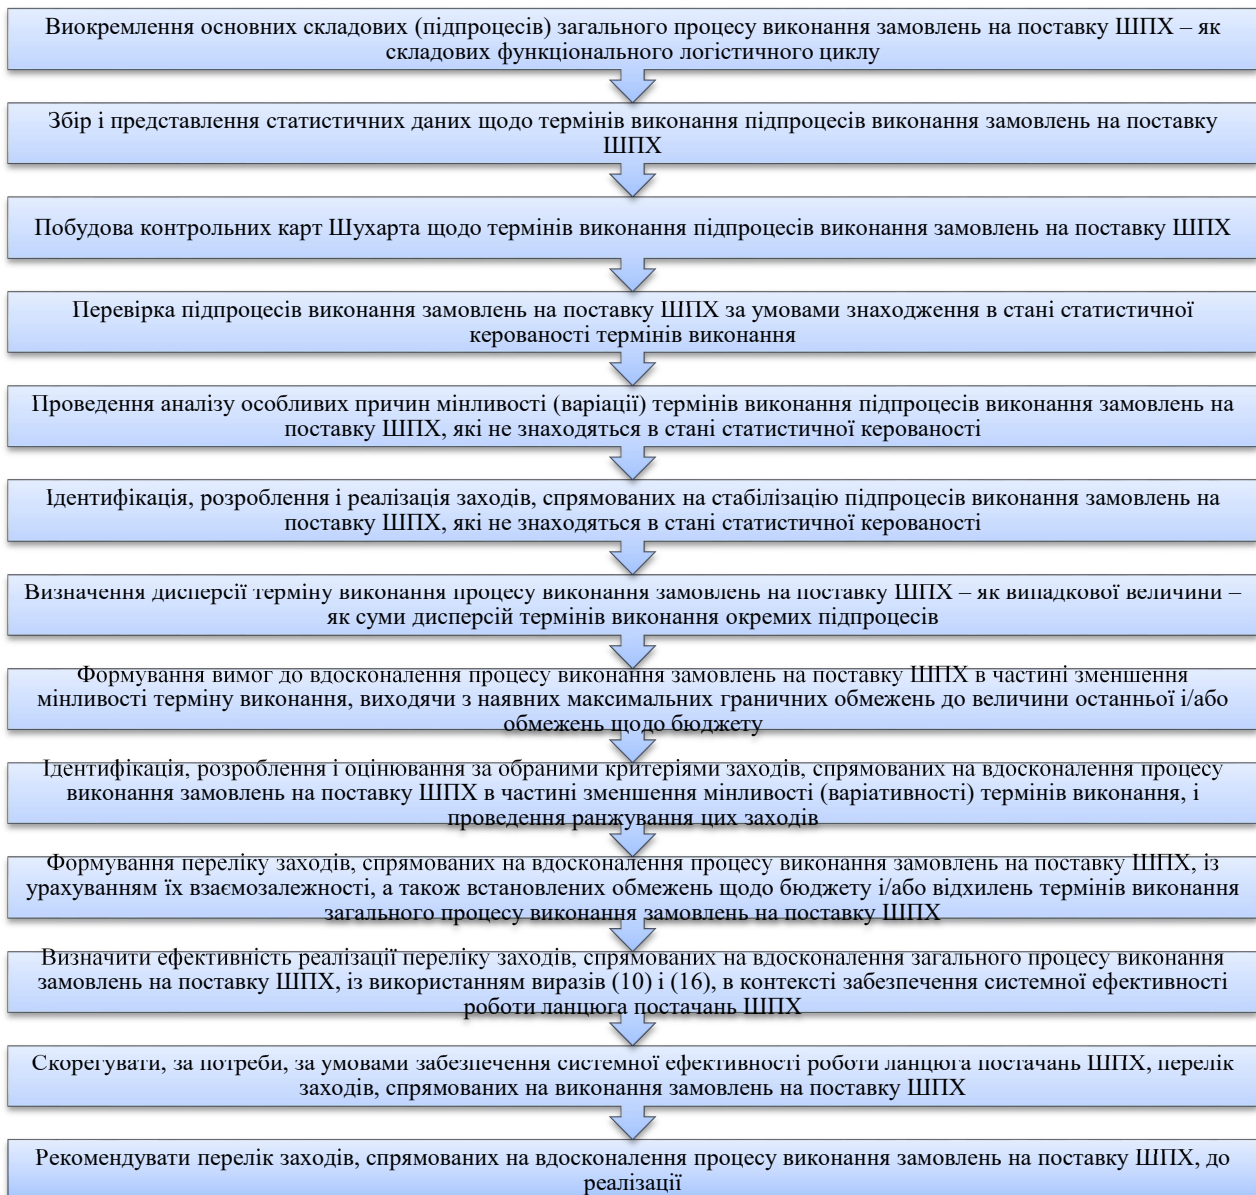 Виокремлення основних складових (підпроцесів) загального процесу виконання замовлень на поставку ШПХ – як
складових функціонального логістичного циклу
Збір і представлення статистичних даних щодо термінів виконання підпроцесів виконання замовлень на поставку
ШПХ
Побудова контрольних карт Шухарта щодо термінів виконання підпроцесів виконання замовлень на поставку ШПХ
Перевірка підпроцесів виконання замовлень на поставку ШПХ за умовами знаходження в стані статистичної
керованості термінів виконання
Проведення аналізу особливих причин мінливості (варіації) термінів виконання підпроцесів виконання замовлень на
поставку ШПХ, які не знаходяться в стані статистичної керованості
Ідентифікація, розроблення і реалізація заходів, спрямованих на стабілізацію підпроцесів виконання замовлень на
поставку ШПХ, які не знаходяться в стані статистичної керованості
Визначення дисперсії терміну виконання процесу виконання замовлень на поставку ШПХ – як випадкової величини –
як суми дисперсій термінів виконання окремих підпроцесів
Формування вимог до вдосконалення процесу виконання замовлень на поставку ШПХ в частині зменшення
мінливості терміну виконання, виходячи з наявних максимальних граничних обмежень до величини останньої і/або
обмежень щодо бюджету
Ідентифікація, розроблення і оцінювання за обраними критеріями заходів, спрямованих на вдосконалення процесу
виконання замовлень на поставку ШПХ в частині зменшення мінливості (варіативності) термінів виконання, і
проведення ранжування цих заходів
Формування переліку заходів, спрямованих на вдосконалення процесу виконання замовлень на поставку ШПХ, із
урахуванням їх взаємозалежності, а також встановлених обмежень щодо бюджету і/або відхилень термінів виконання
загального процесу виконання замовлень на поставку ШПХ
Визначити ефективність реалізації переліку заходів, спрямованих на вдосконалення загального процесу виконання
замовлень на поставку ШПХ, із використанням виразів (10) і (16), в контексті забезпечення системної ефективності
роботи ланцюга постачань ШПХ
Скорегувати, за потреби, за умовами забезпечення системної ефективності роботи ланцюга постачань ШПХ, перелік
заходів, спрямованих на виконання замовлень на поставку ШПХ
Рекомендувати перелік заходів, спрямованих на вдосконалення процесу виконання замовлень на поставку ШПХ, до
реалізації